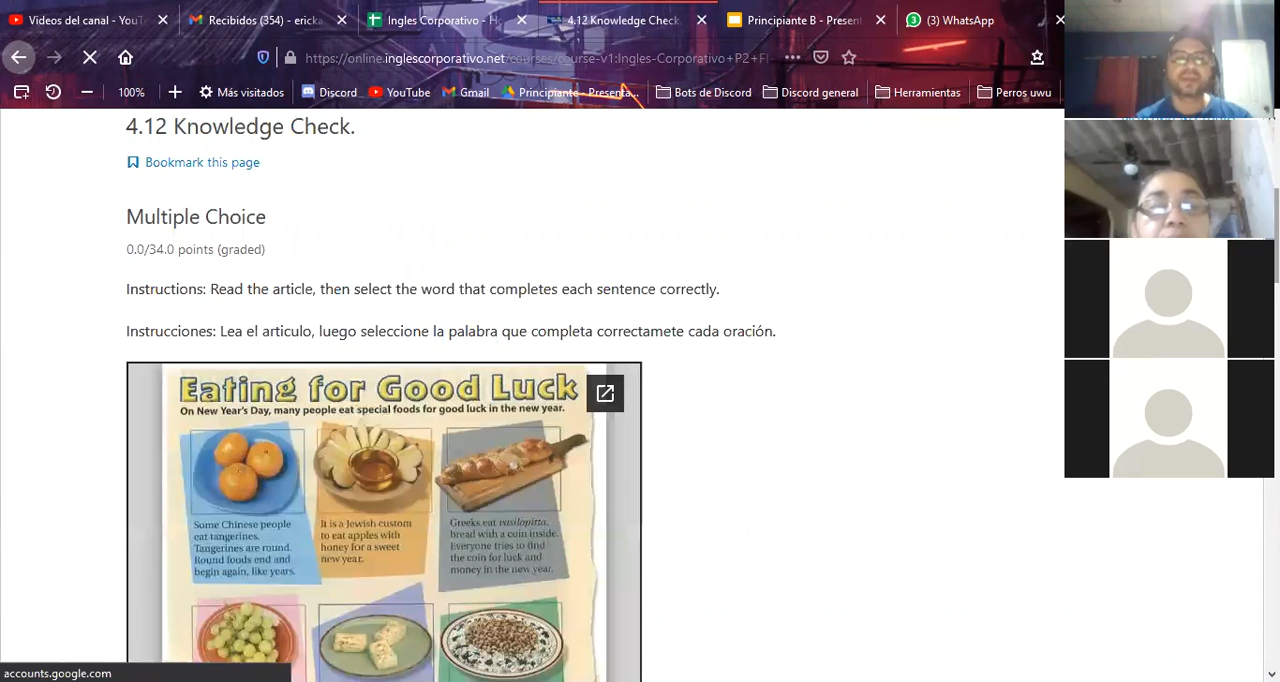 Videos del canal - YouT
Recibidos (354) - ericka
Ingles Corporativo - Ho
4.12 Knowledge Check.
Principiante B - Present
(3) WhatsApp
https://online.inglescorporativo.net/courses/course-v1:Ingles-Corporativo+P2+Fl
100%
Más visitados
Discord
YouTube
Gmail
Principiante - Presenta...
Bots de Discord
Discord general
Herramientas
Perros uwu
4.12 Knowledge Check.
Bookmark this page
Multiple Choice
0.0/34.0 points (graded)
Instructions: Read the article, then select the word that completes each sentence correctly.
Instrucciones: Lea el articulo, luego seleccione la palabra que completa correctamete cada oración.
Eating for Good Luck
On New Year's Day, many people eat special foods for good luck in the new year.
Some Chinese people
eat tangerines.
Tangerines are round.
Round foods end and
begin again, like years.
It is a Jewish custom
to eat apples with
honey for a sweet
new year.
Greeks eat vasilopitta,
bread with a coin inside.
Everyone tries to find
the coin for luck and
money in the new year.
accounts.google.com